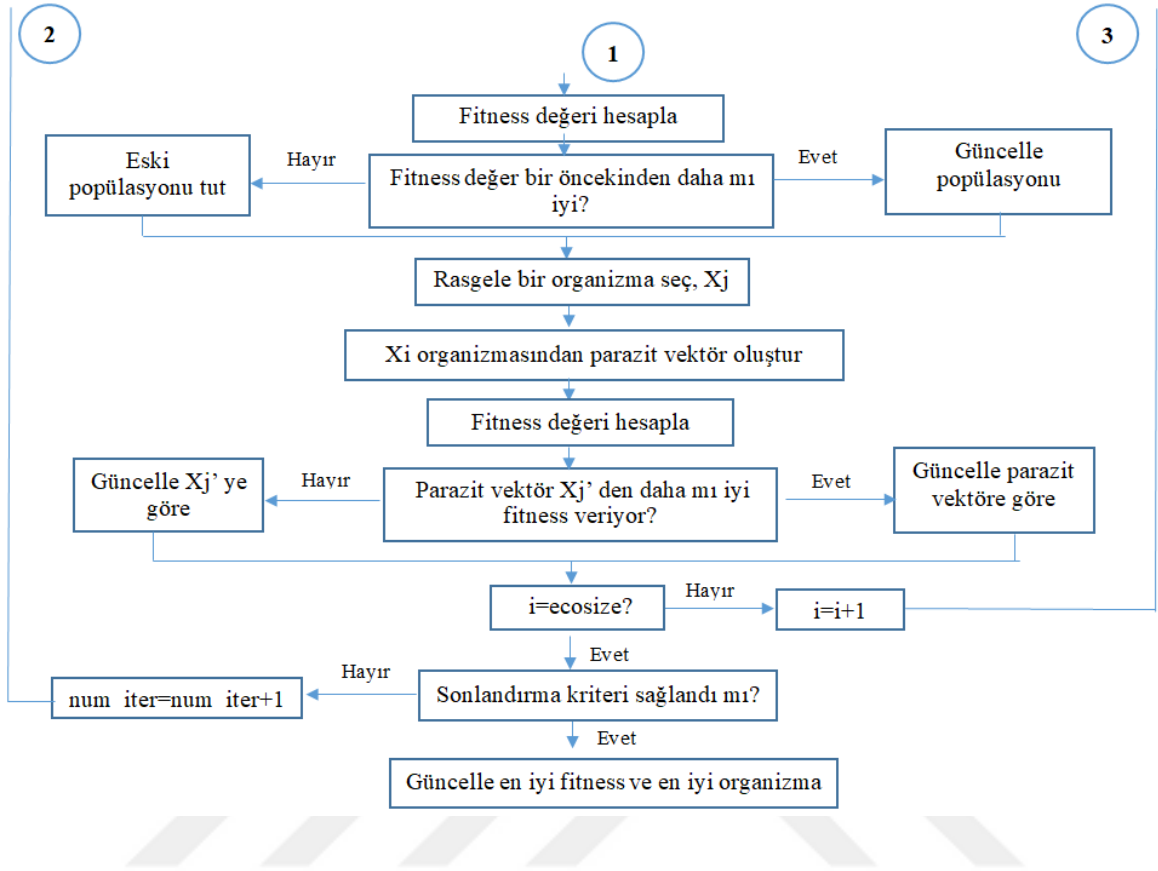 2
1
3
Fitness değeri hesapla
Hayır
Evet
Eski
popülasyonu tut
Fitness değer bir öncekinden daha mı
iyi?
Güncelle
popülasyonu
Rasgele bir organizma seç, Xj
Xi organizmasından parazit vektör oluştur
Fitness değeri hesapla
Güncelle Xj’ ye
göre
Hayır
Parazit vektör Xj’ den daha mı iyi
fitness veriyor?
Evet
Güncelle parazit
vektöre göre
i=ecosize?
Hayır
i=i+1
Evet
Hayır
num iter=num iter+1
Sonlandırma kriteri sağlandı mı?
Evet
Güncelle en iyi fitness ve en iyi organizma